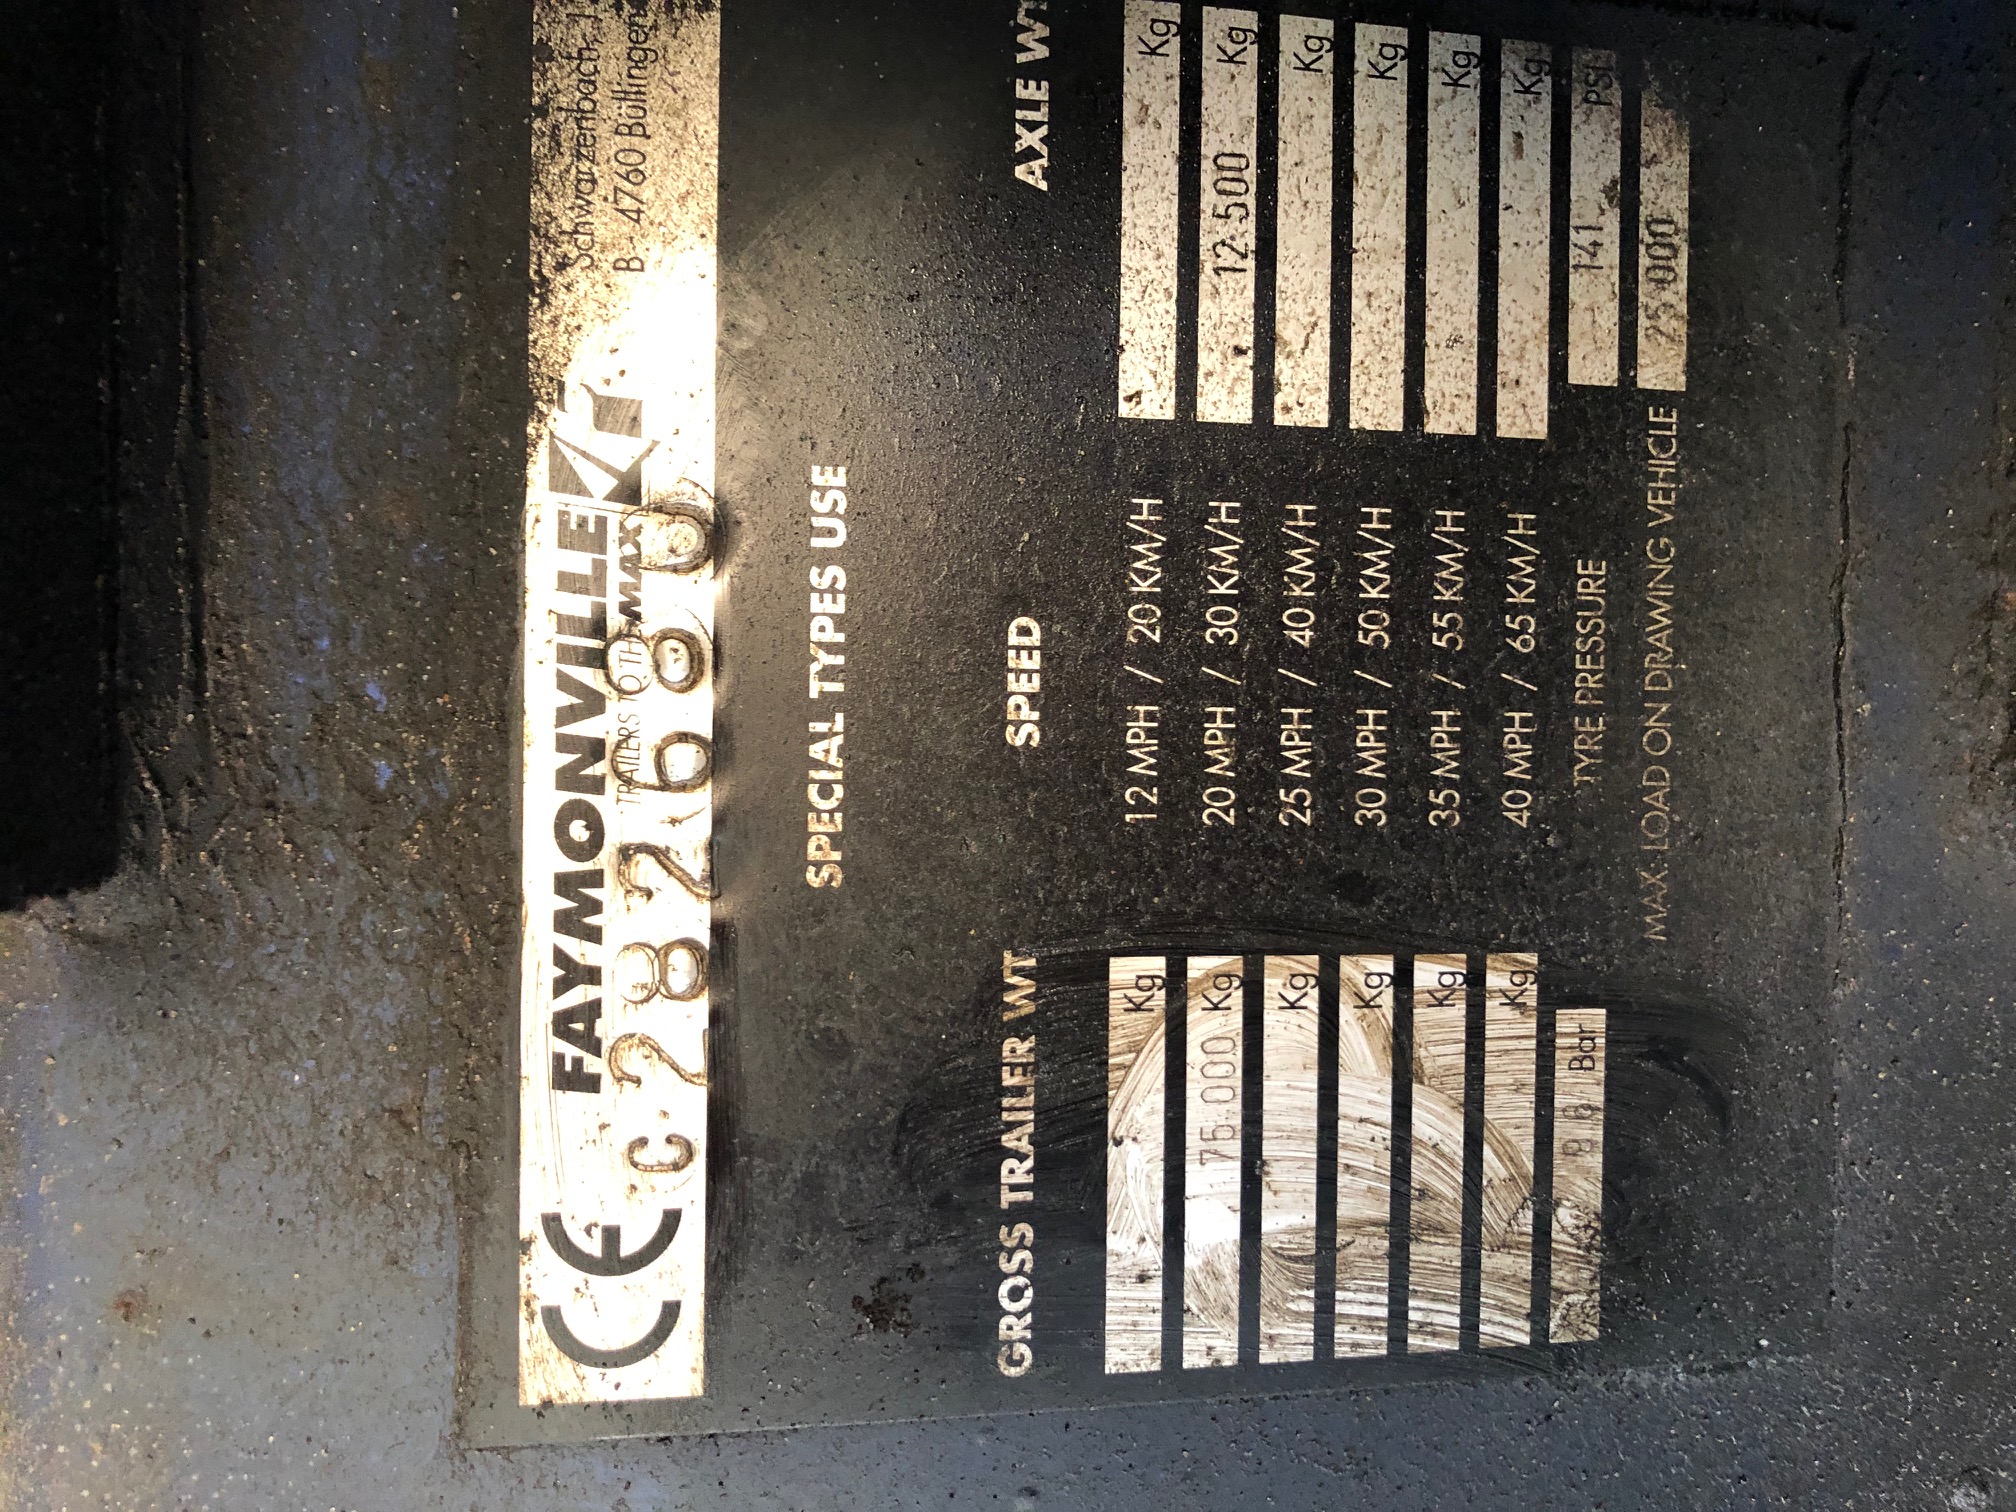 CE FAYMONVILLE
TRAILERS TO THE MAX
Schwarzenbach, 1
B - 4760 Büllingen
C282680
SPECIAL TYPES USE
GROSS TRAILER WT SPEED AXLE WT
Kg 12 MPH / 20 KM/H Kg
75.000 Kg 20 MPH / 30 KM/H 12.500 Kg
Kg 25 MPH / 40 KM/H Kg
Kg 30 MPH / 50 KM/H Kg
Kg 35 MPH / 55 KM/H Kg
Kg 40 MPH / 65 KM/H Kg
Bar TYRE PRESSURE 141 PSI
MAX. LOAD ON DRAWING VEHICLE 25.000